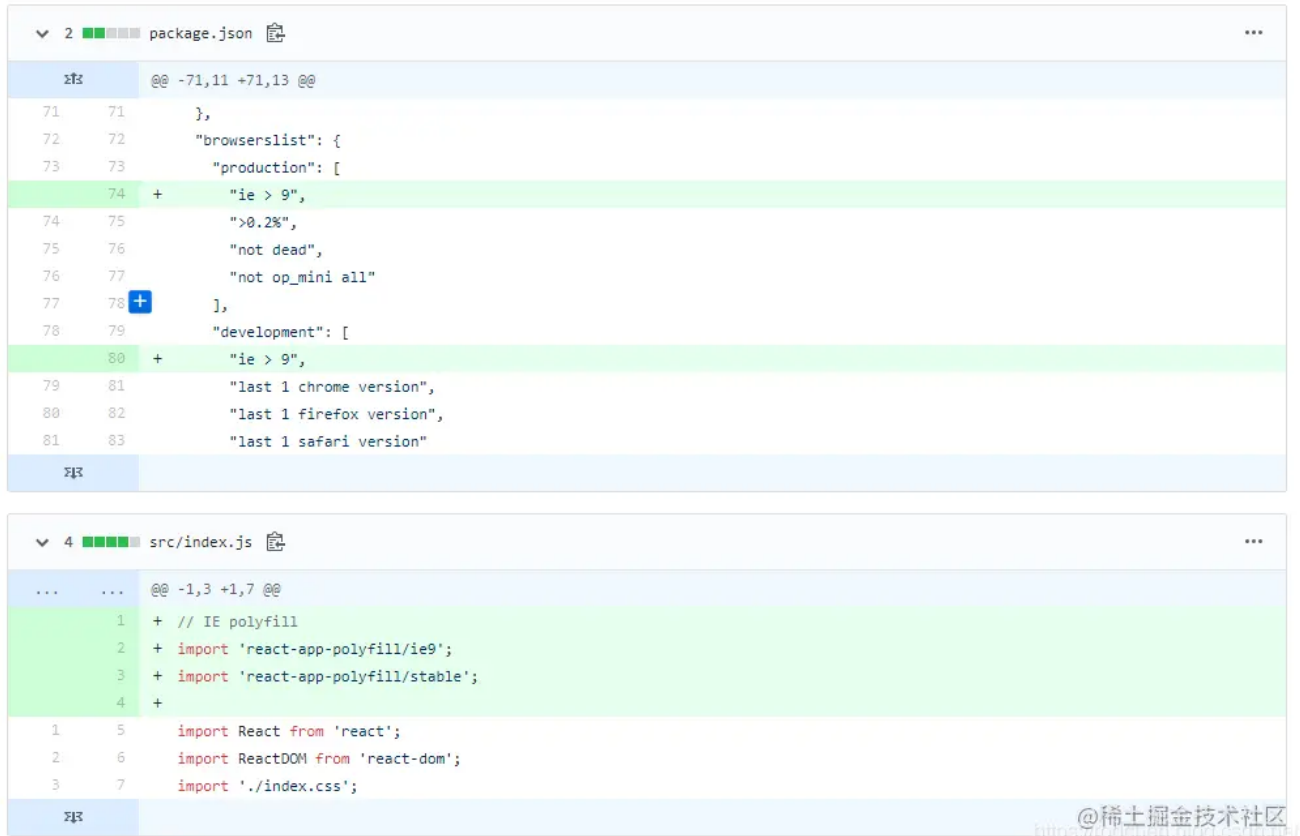 2 package.json ...
@@ -71,11 +71,13 @@
71 71 },
72 72 "browserslist": {
73 73 "production": [
74 + "ie > 9",
74 75 ">0.2%",
75 76 "not dead",
76 77 "not op_mini all"
77 78 + ],
78 79 "development": [
80 + "ie > 9",
79 81 "last 1 chrome version",
80 82 "last 1 firefox version",
81 83 "last 1 safari version"
4 src/index.js ...
... ... @@ -1,3 +1,7 @@
1 + // IE polyfill
2 + import 'react-app-polyfill/ie9';
3 + import 'react-app-polyfill/stable';
4 +
1 5 import React from 'react';
2 6 import ReactDOM from 'react-dom';
3 7 import './index.css';
@稀土掘金技术社区